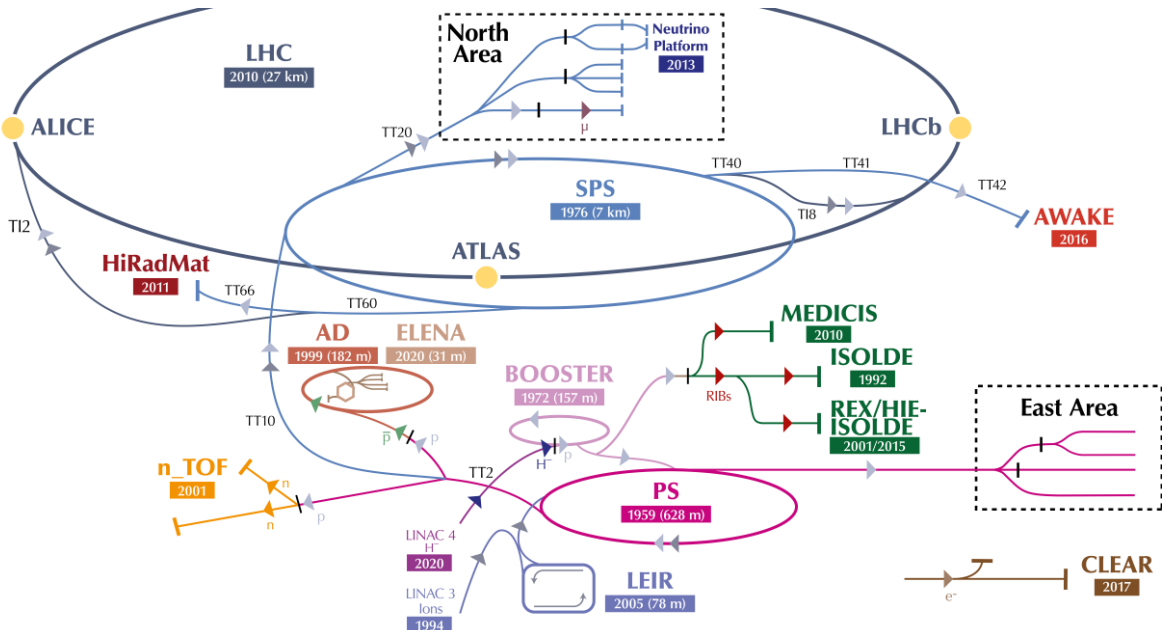 North
Area
Neutrino
Platform
2013
LHC
2010 (27 km)
ALICE
LHCb
μ
TT20
TT40
TT41
TT42
SPS
1976 (7 km)
TI8
AWAKE
2016
TI2
ATLAS
HiRadMat
2011
TT66
TT60
AD
1999 (182 m)
ELENA
2020 (31 m)
MEDICIS
2010
BOOSTER
1972 (157 m)
ISOLDE
1992
RIBs
REX/HIE-
ISOLDE
2001/2015
East Area
TT10
p̅
p
H⁻
p
TT2
n_TOF
2001
n
n
p
PS
1959 (628 m)
LINAC 4
H⁻
2020
LINAC 3
Ions
1994
LEIR
2005 (78 m)
CLEAR
2017
e⁻